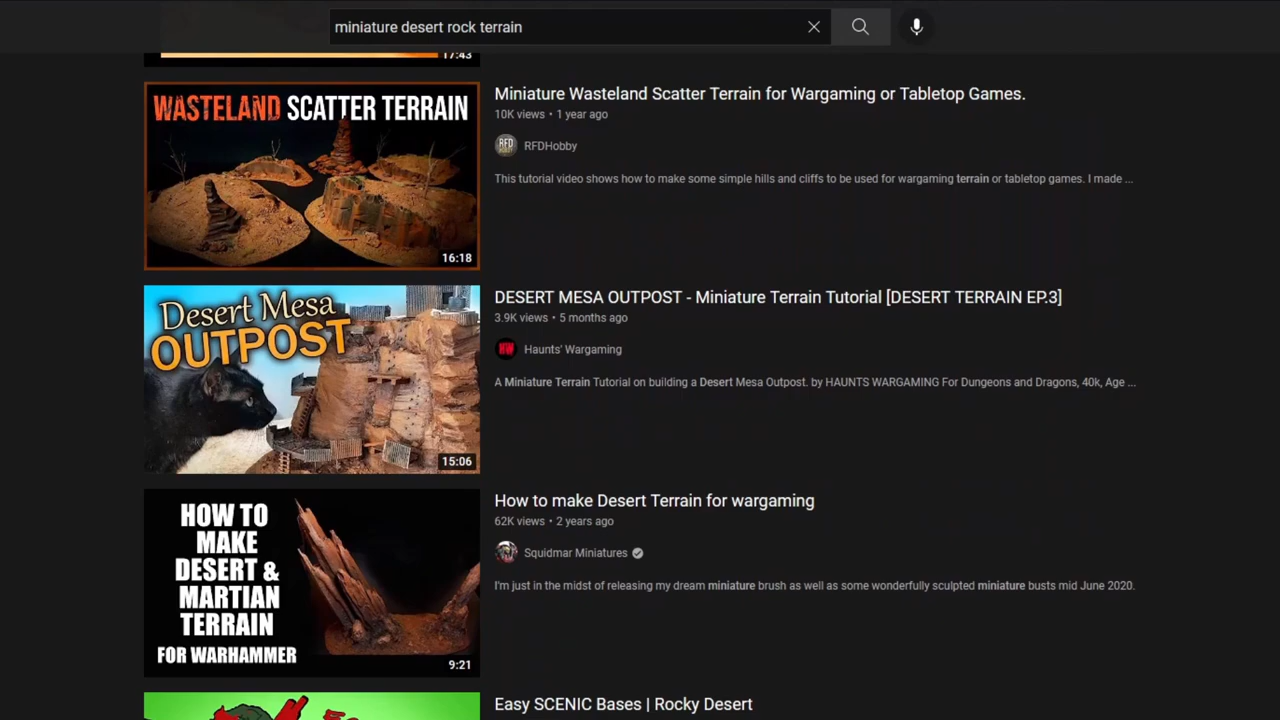 miniature desert rock terrain
17:43
WASTELAND SCATTER TERRAIN
16:18
Miniature Wasteland Scatter Terrain for Wargaming or Tabletop Games.
10K views • 1 year ago
RFD
RFDHobby
This tutorial video shows how to make some simple hills and cliffs to be used for wargaming terrain or tabletop games. I made ...
Desert Mesa
OUTPOST
15:06
DESERT MESA OUTPOST - Miniature Terrain Tutorial [DESERT TERRAIN EP.3]
3.9K views • 5 months ago
HW
Haunts' Wargaming
A Miniature Terrain Tutorial on building a Desert Mesa Outpost. by HAUNTS WARGAMING For Dungeons and Dragons, 40k, Age ...
HOW TO
MAKE
DESERT &
MARTIAN
TERRAIN
FOR WARHAMMER
9:21
How to make Desert Terrain for wargaming
62K views • 2 years ago
Squidmar Miniatures
I'm just in the midst of releasing my dream miniature brush as well as some wonderfully sculpted miniature busts mid June 2020.
Easy SCENIC Bases | Rocky Desert